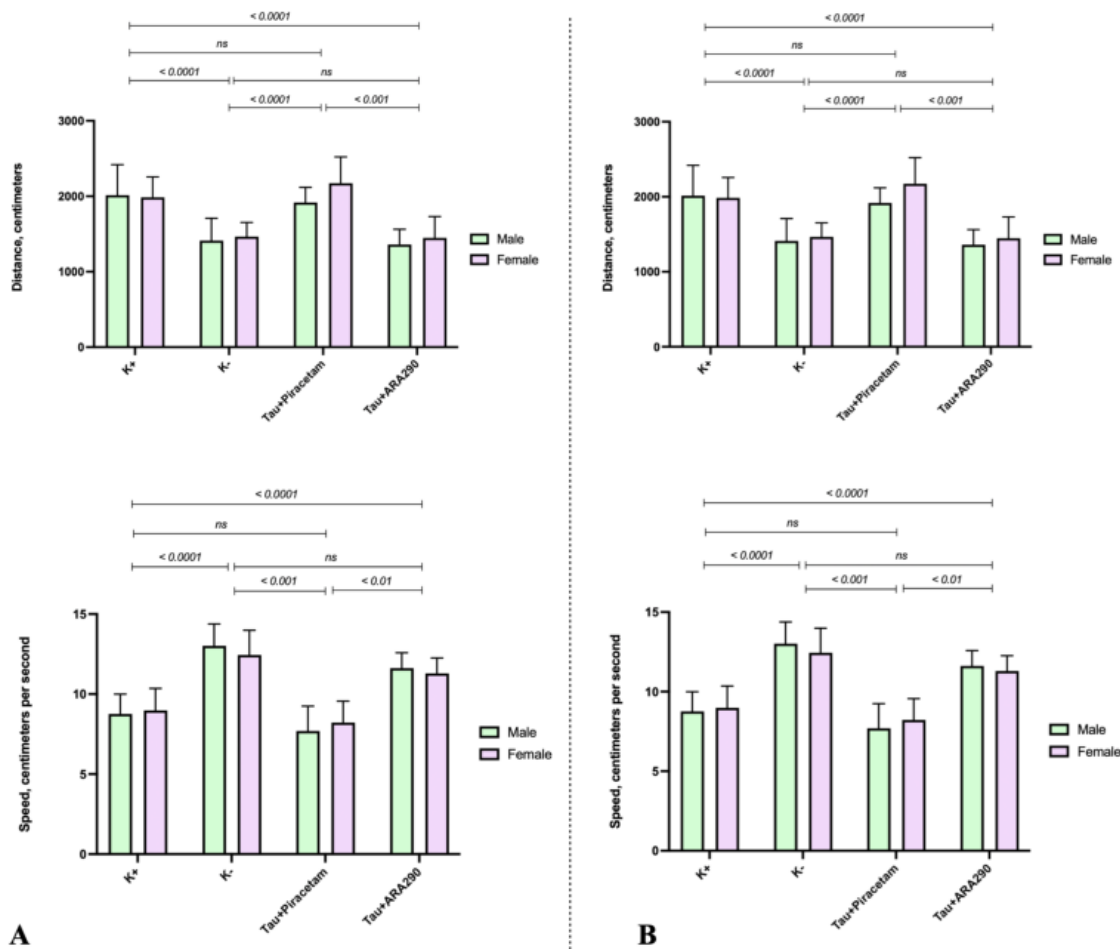 < 0.0001
ns
< 0.0001 ns
< 0.0001 < 0.001
Distance, centimeters
3000
2000
1000
0
K+
K-
Tau+Piracetam
Tau+ARA290
Male
Female
< 0.0001
ns
< 0.0001 ns
< 0.001 < 0.01
Speed, centimeters per second
15
10
5
0
K+
K-
Tau+Piracetam
Tau+ARA290
Male
Female
A
< 0.0001
ns
< 0.0001 ns
< 0.0001 < 0.001
Distance, centimeters
3000
2000
1000
0
K+
K-
Tau+Piracetam
Tau+ARA290
Male
Female
< 0.0001
ns
< 0.0001 ns
< 0.001 < 0.01
Speed, centimeters per second
15
10
5
0
K+
K-
Tau+Piracetam
Tau+ARA290
Male
Female
B